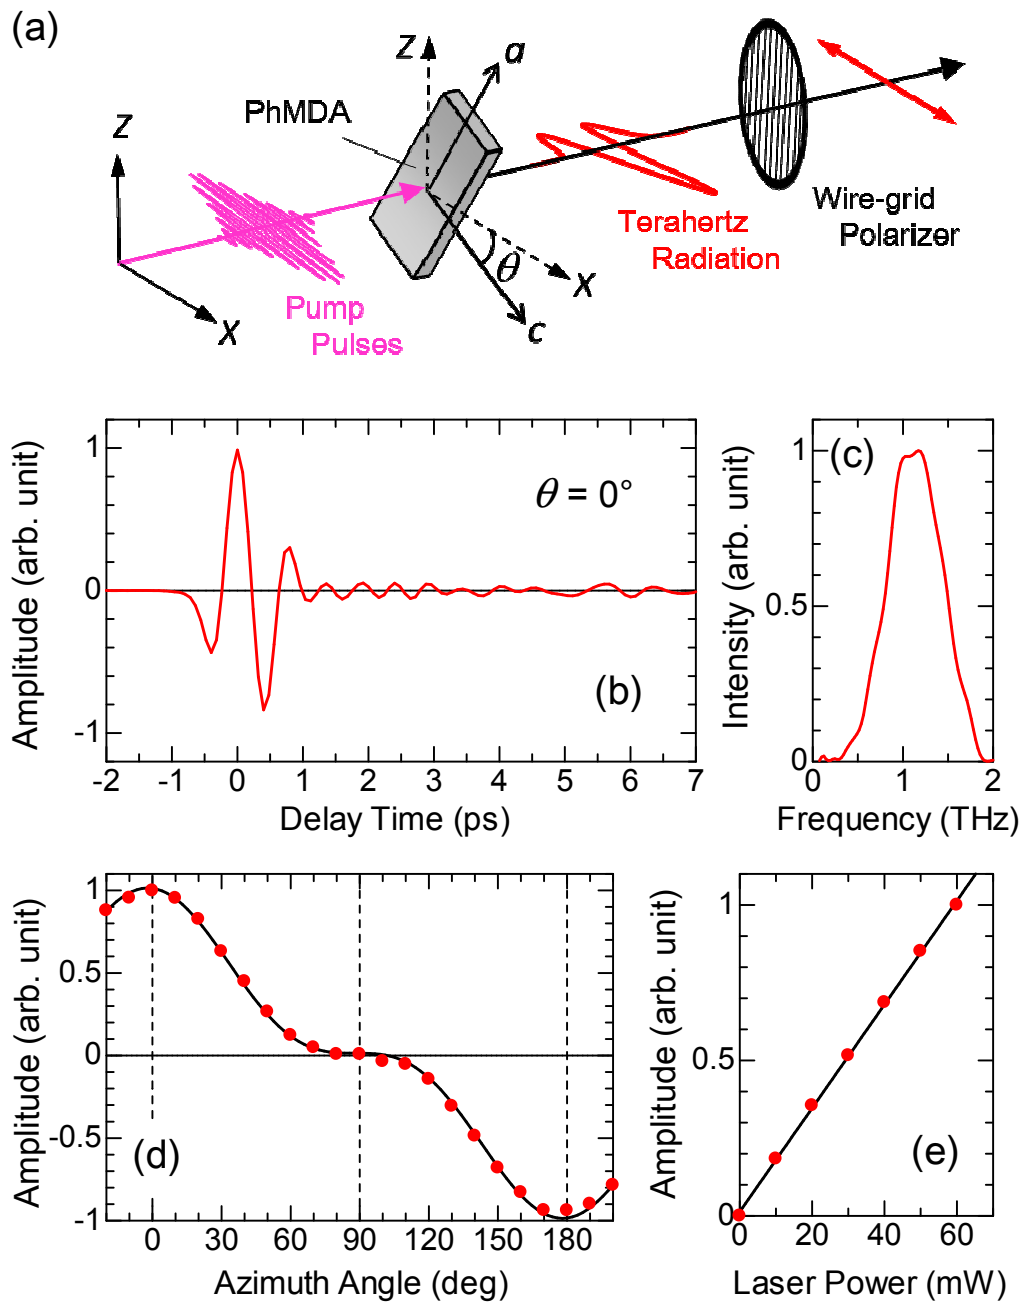 (a)
Z
a
PhMDA
Z
Wire-grid
Polarizer
Terahertz
Radiation
θ
X
X
c
Pump
Pulses
Amplitude (arb. unit)
1
0
-1
θ = 0°
(b)
-2 -1 0 1 2 3 4 5 6 7
Delay Time (ps)
Intensity (arb. unit)
1
0.5
0
(c)
0 1 2
Frequency (THz)
Amplitude (arb. unit)
1
0.5
0
-0.5
-1
(d)
0 30 60 90 120 150 180
Azimuth Angle (deg)
Amplitude (arb. unit)
1
0.5
0
(e)
0 20 40 60
Laser Power (mW)